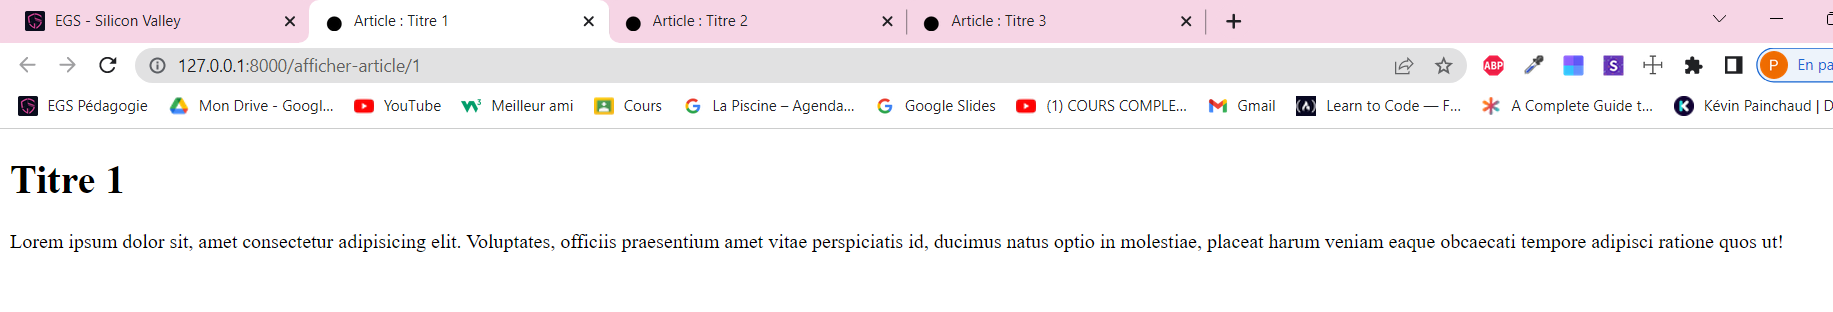 EGS - Silicon Valley
Article : Titre 1
Article : Titre 2
Article : Titre 3
127.0.0.1:8000/afficher-article/1
ABP
S
P
En pa
EGS Pédagogie
Mon Drive - Googl...
YouTube
Meilleur ami
Cours
La Piscine – Agenda...
Google Slides
(1) COURS COMPLE...
Gmail
Learn to Code — F...
A Complete Guide t...
Kévin Painchaud | D
Titre 1
Lorem ipsum dolor sit, amet consectetur adipisicing elit. Voluptates, officiis praesentium amet vitae perspiciatis id, ducimus natus optio in molestiae, placeat harum veniam eaque obcaecati tempore adipisci ratione quos ut!